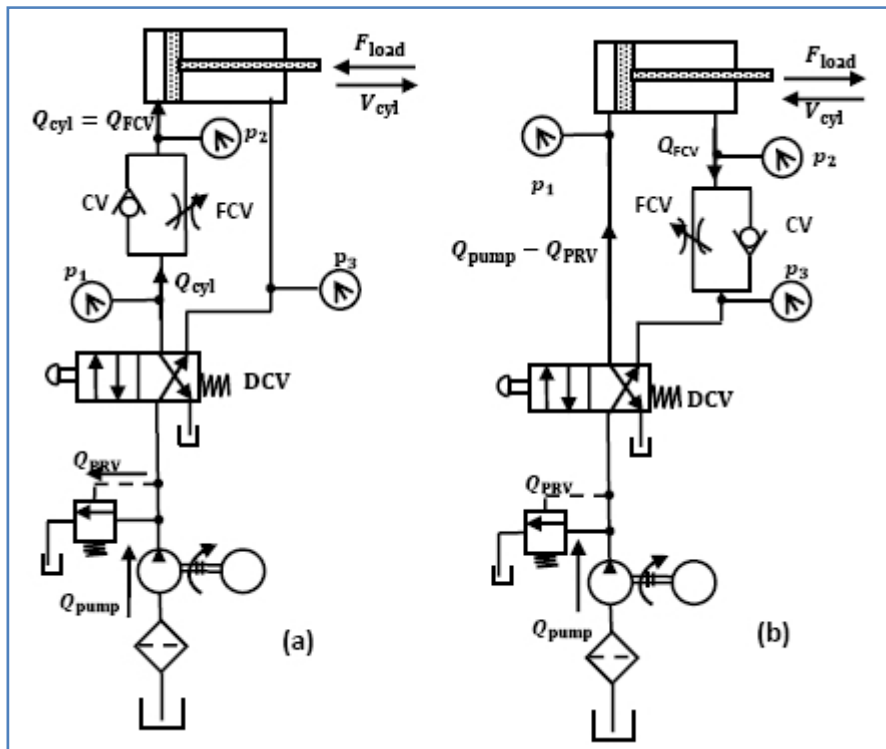 F_load
V_cyl
Q_cyl = Q_FCV
p_2
CV
FCV
p_1
Q_cyl
p_3
DCV
Q_PRV
Q_pump
(a)
F_load
V_cyl
p_1
Q_FCV
p_2
FCV
CV
Q_pump − Q_PRV
p_3
DCV
Q_PRV
Q_pump
(b)